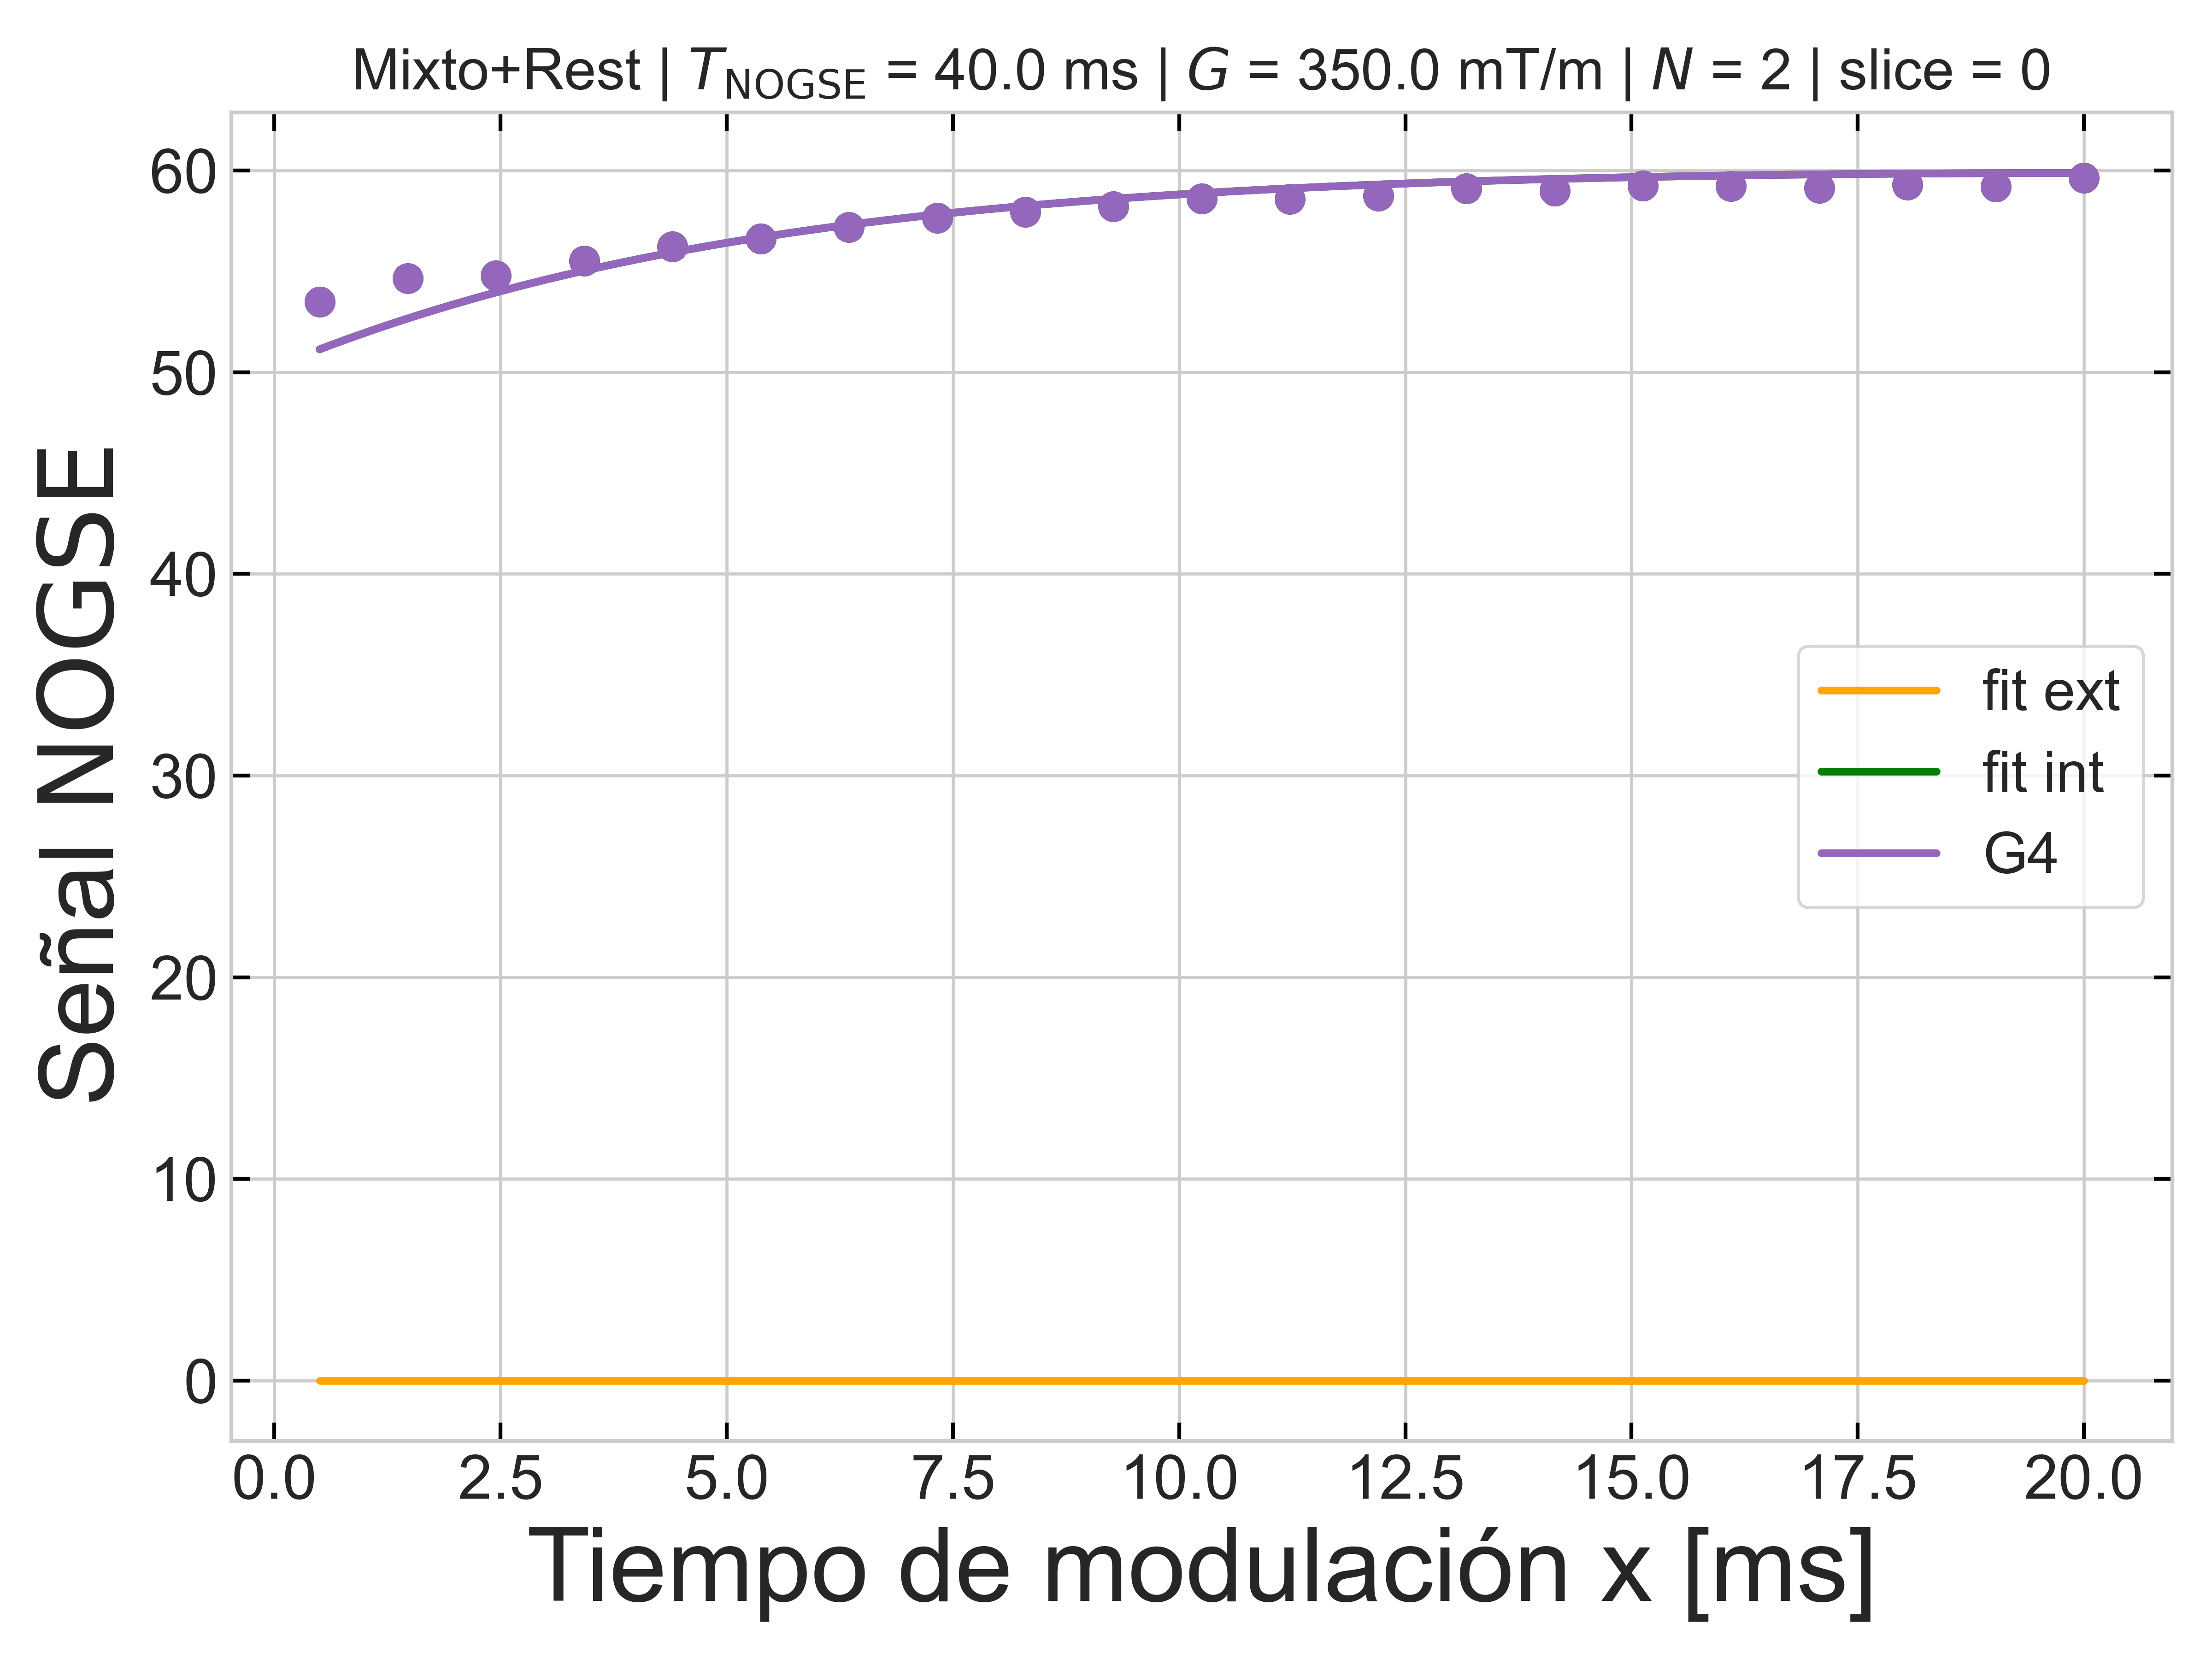 Mixto+Rest | T_NOGSE = 40.0 ms | G = 350.0 mT/m | N = 2 | slice = 0
Señal NOGSE
60
50
40
30
20
10
0
fit ext
fit int
G4
0.0 2.5 5.0 7.5 10.0 12.5 15.0 17.5 20.0
Tiempo de modulación x [ms]